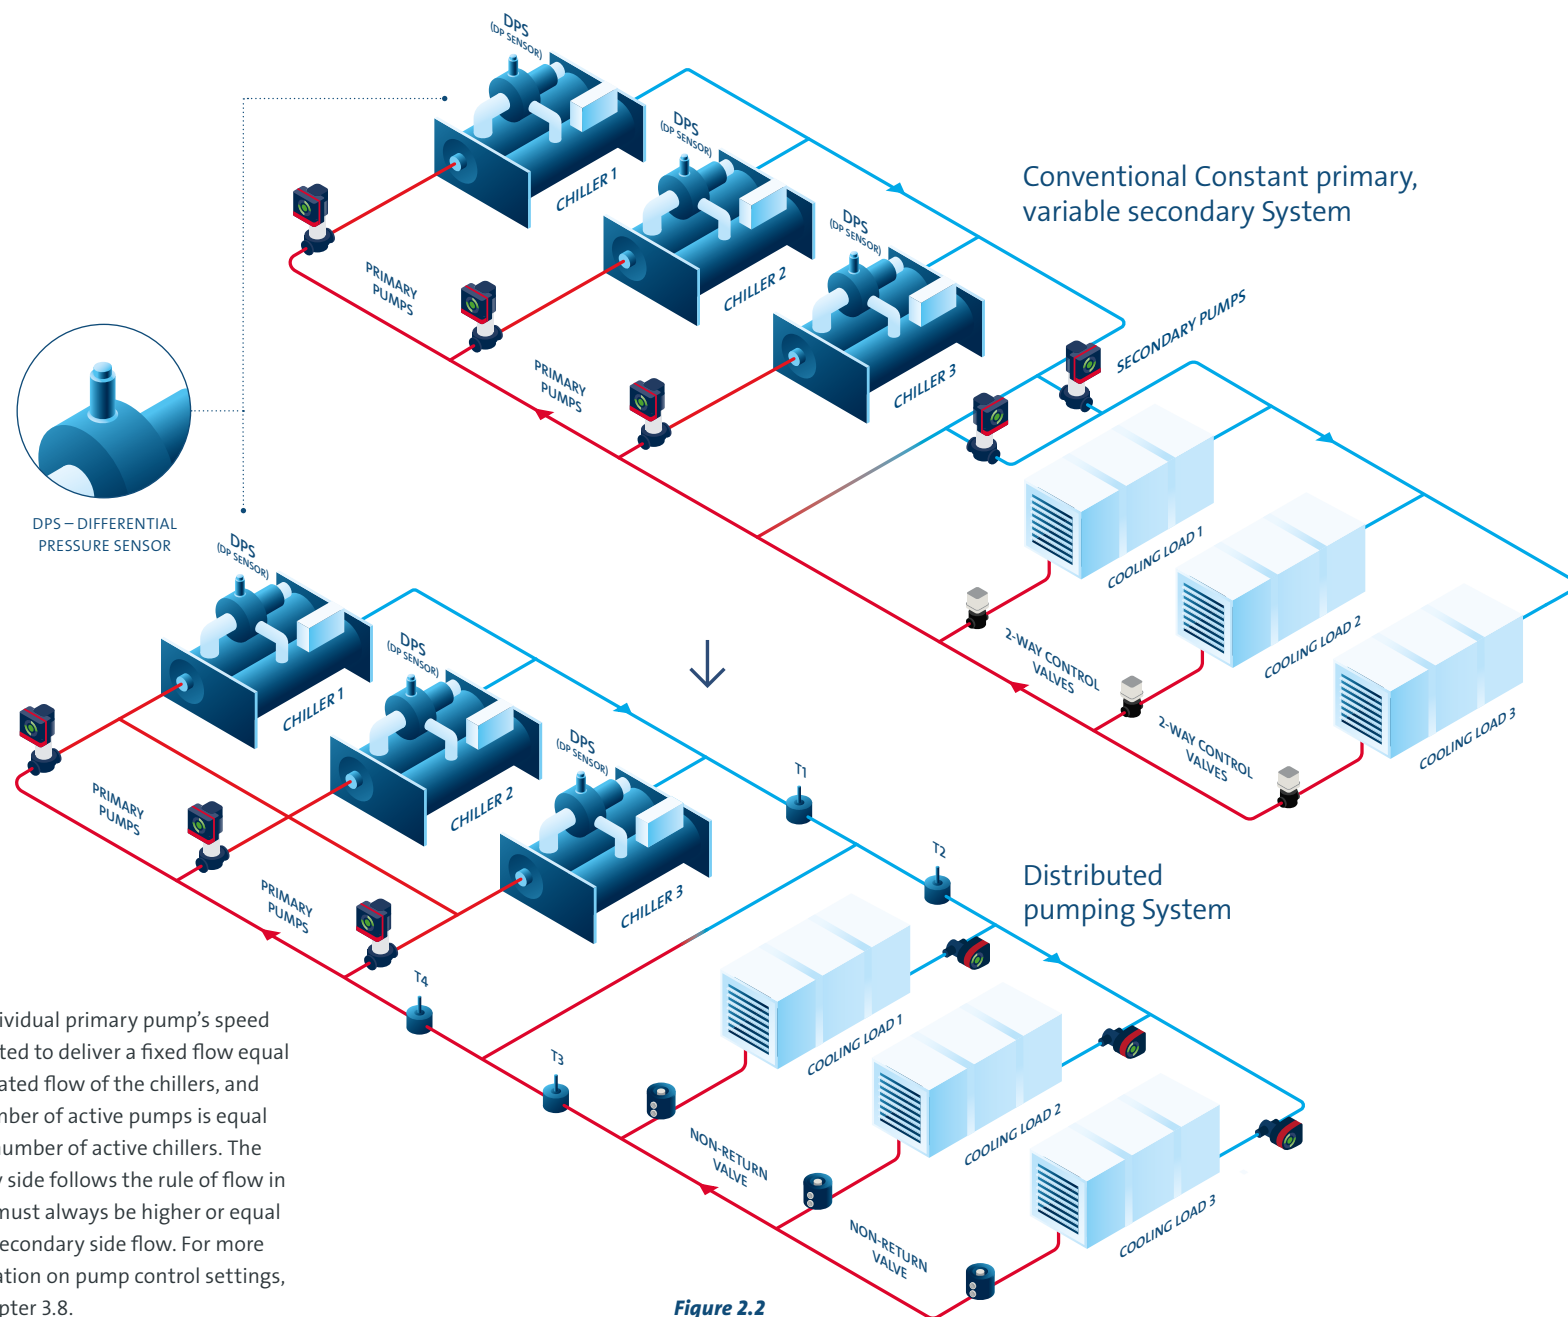 DPS
(DP SENSOR)
CHILLER 1
DPS
(DP SENSOR)
CHILLER 2
DPS
(DP SENSOR)
CHILLER 3
PRIMARY
PUMPS
PRIMARY
PUMPS
Conventional Constant primary,
variable secondary System
SECONDARY PUMPS
COOLING LOAD 1
COOLING LOAD 2
COOLING LOAD 3
2-WAY CONTROL
VALVES
2-WAY CONTROL
VALVES
DPS – DIFFERENTIAL
PRESSURE SENSOR
DPS
(DP SENSOR)
CHILLER 1
DPS
(DP SENSOR)
CHILLER 2
DPS
(DP SENSOR)
CHILLER 3
PRIMARY
PUMPS
PRIMARY
PUMPS
T1
T2
T4
T3
Distributed
pumping System
COOLING LOAD 1
COOLING LOAD 2
COOLING LOAD 3
NON-RETURN
VALVE
NON-RETURN
VALVE
ividual primary pump’s speed
ted to deliver a fixed flow equal
ated flow of the chillers, and
mber of active pumps is equal
number of active chillers. The
y side follows the rule of flow in
must always be higher or equal
econdary side flow. For more
ation on pump control settings,
pter 3.8.
Figure 2.2